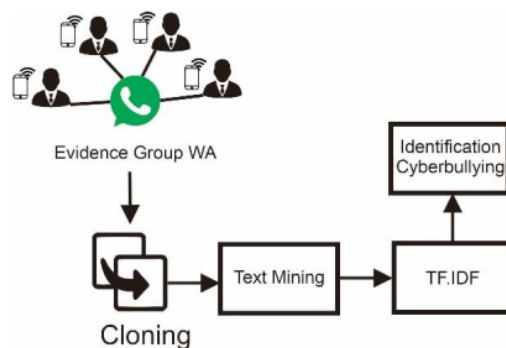 Evidence Group WA
Cloning
Text Mining
TF.IDF
Identification
Cyberbullying